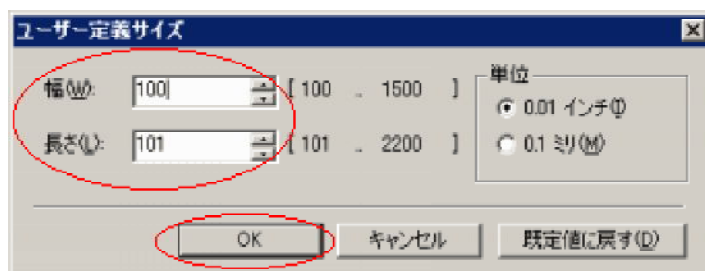 ユーザー定義サイズ
幅(W): 100 [ 100 .. 1500 ]
長さ(L): 101 [ 101 .. 2200 ]
単位
0.01 インチ(I)
0.1 ミリ(M)
OK キャンセル 既定値に戻す(D)